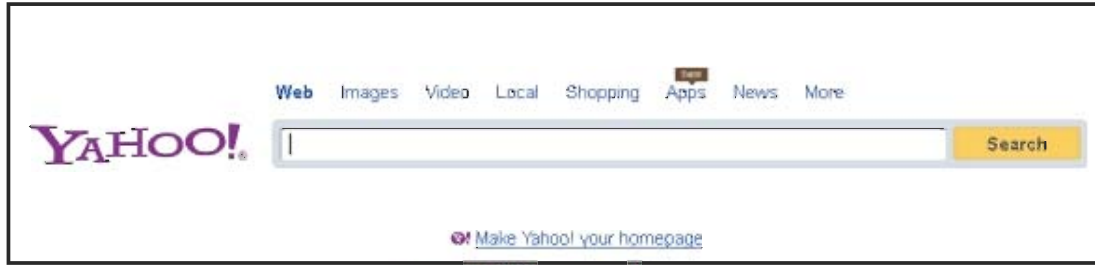 Web Images Video Local Shopping Apps News More
YAHOO!® Search
Y! Make Yahoo! your homepage